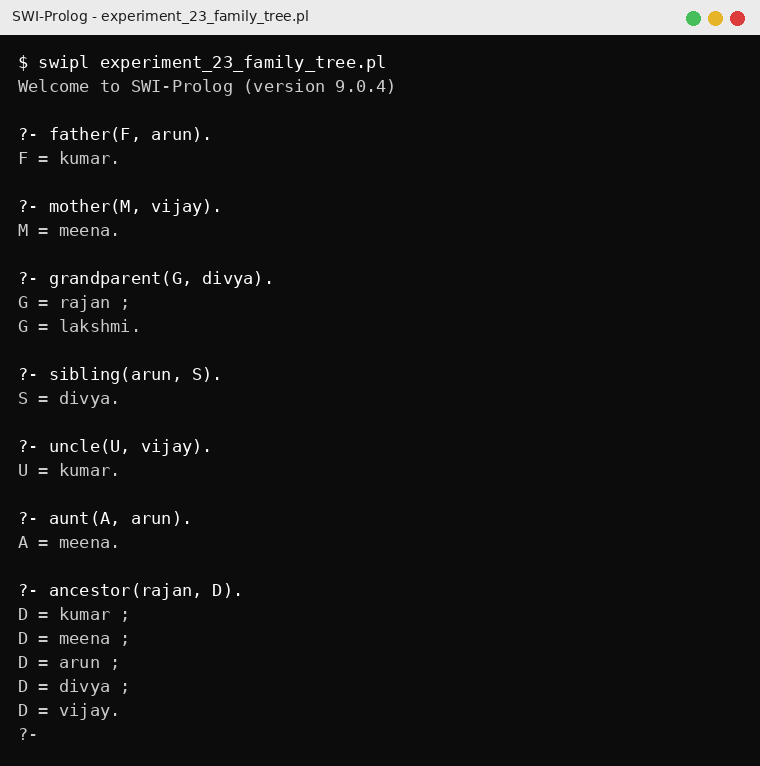 SWI-Prolog - experiment_23_family_tree.pl
$ swipl experiment_23_family_tree.pl
Welcome to SWI-Prolog (version 9.0.4)
?- father(F, arun).
F = kumar.
?- mother(M, vijay).
M = meena.
?- grandparent(G, divya).
G = rajan ;
G = lakshmi.
?- sibling(arun, S).
S = divya.
?- uncle(U, vijay).
U = kumar.
?- aunt(A, arun).
A = meena.
?- ancestor(rajan, D).
D = kumar ;
D = meena ;
D = arun ;
D = divya ;
D = vijay.
?-